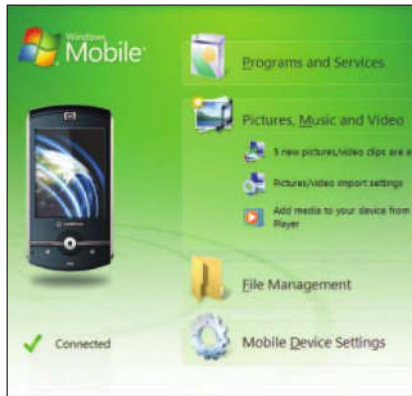 Windows
Mobile
Programs and Services
Pictures, Music and Video
5 new pictures/video clips are a
Pictures/video import settings
Add media to your device from
Player
File Management
Mobile Device Settings
Connected
hp